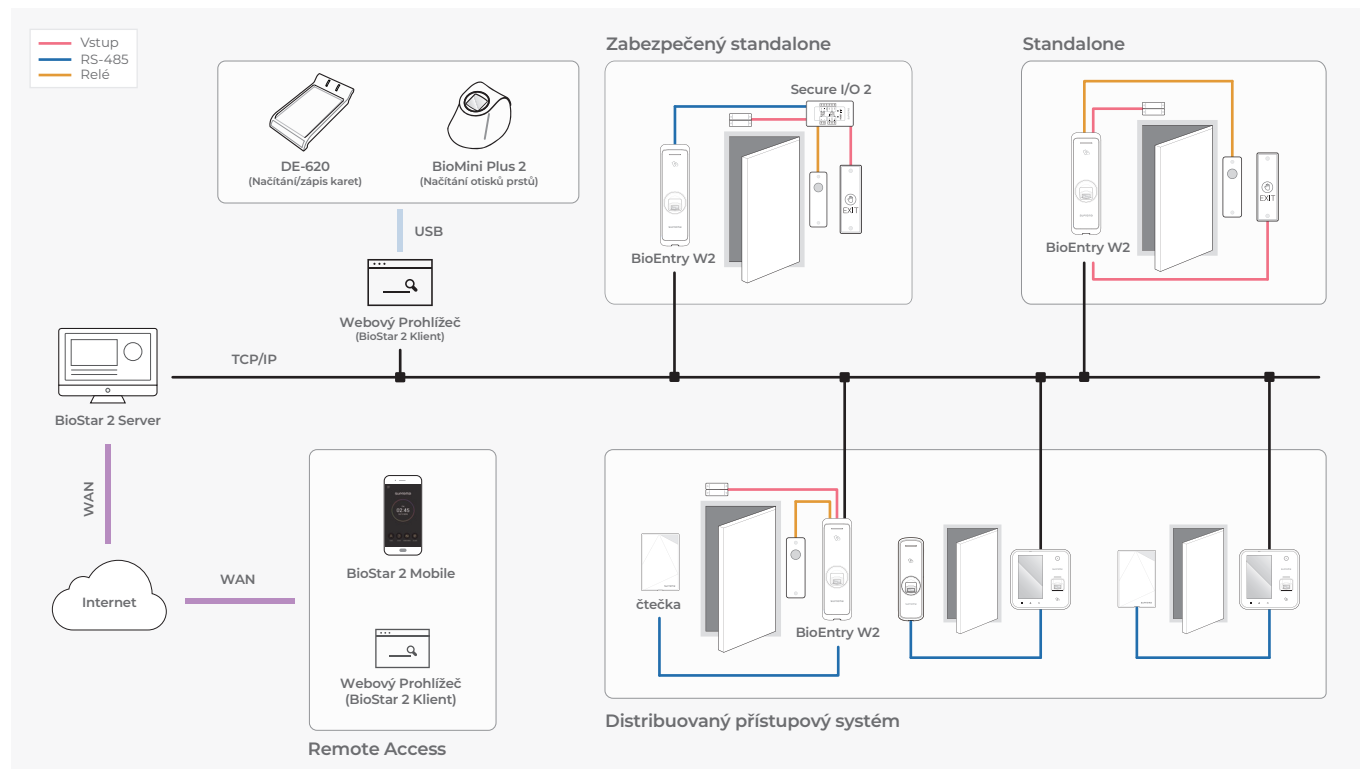 Vstup
RS-485
Relé
DE-620
(Načítání/zápis karet)
BioMini Plus 2
(Načítání otisků prstů)
USB
Webový Prohlížeč
(BioStar 2 Klient)
TCP/IP
BioStar 2 Server
WAN
Internet
WAN
BioStar 2 Mobile
Webový Prohlížeč
(BioStar 2 Klient)
Remote Access
Zabezpečený standalone
Secure I/O 2
EXIT
BioEntry W2
Standalone
EXIT
BioEntry W2
čtečka
BioEntry W2
Distribuovaný přístupový systém